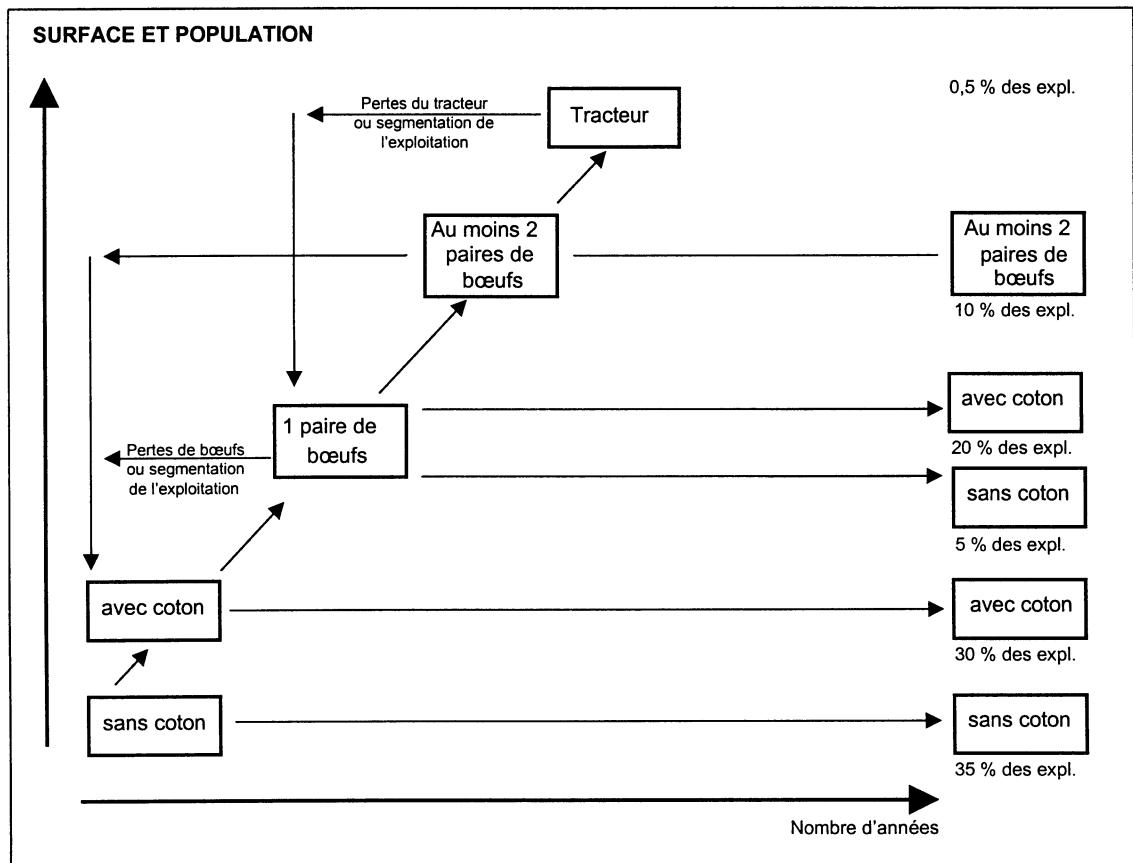 SURFACE ET POPULATION
Pertes du tracteur
ou segmentation de
l'exploitation
Tracteur
0,5 % des expl.
Au moins 2
paires de
bœufs
Au moins 2
paires de
bœufs
10 % des expl.
1 paire de
bœufs
avec coton
20 % des expl.
Pertes de bœufs
ou segmentation
de l'exploitation
sans coton
5 % des expl.
avec coton
avec coton
30 % des expl.
sans coton
sans coton
35 % des expl.
Nombre d'années